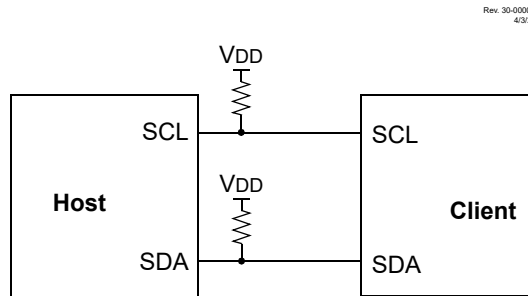 Rev. 30-0000
4/3/
VDD
SCL
SCL
VDD
Host
Client
SDA
SDA